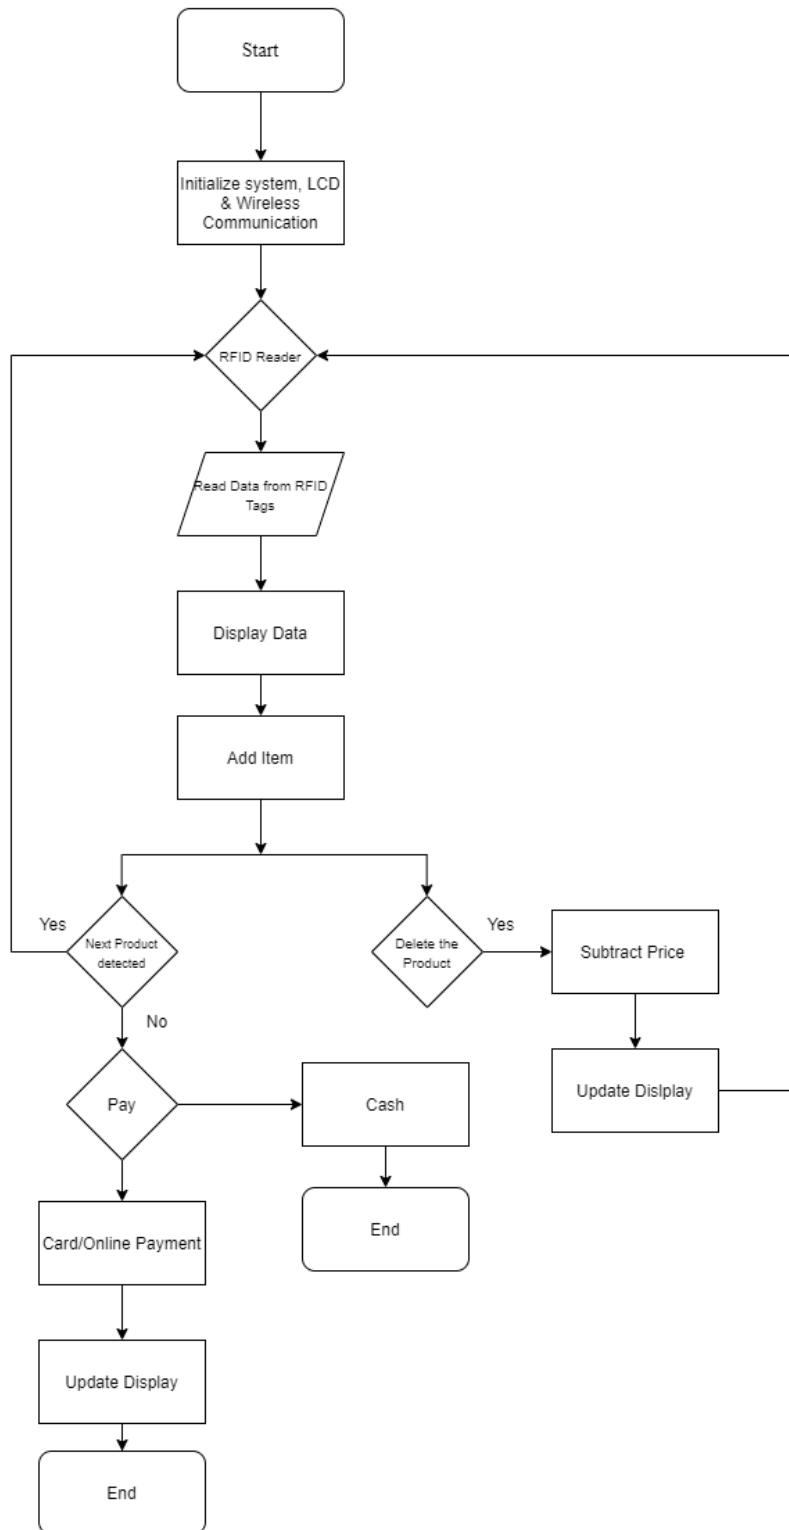 Start
Initialize system, LCD
& Wireless
Communication
RFID Reader
Read Data from RFID
Tags
Display Data
Add Item
Yes
Next Product
detected
Delete the
Product
Yes
Subtract Price
No
Pay
Cash
Update Dislplay
End
Card/Online Payment
Update Display
End